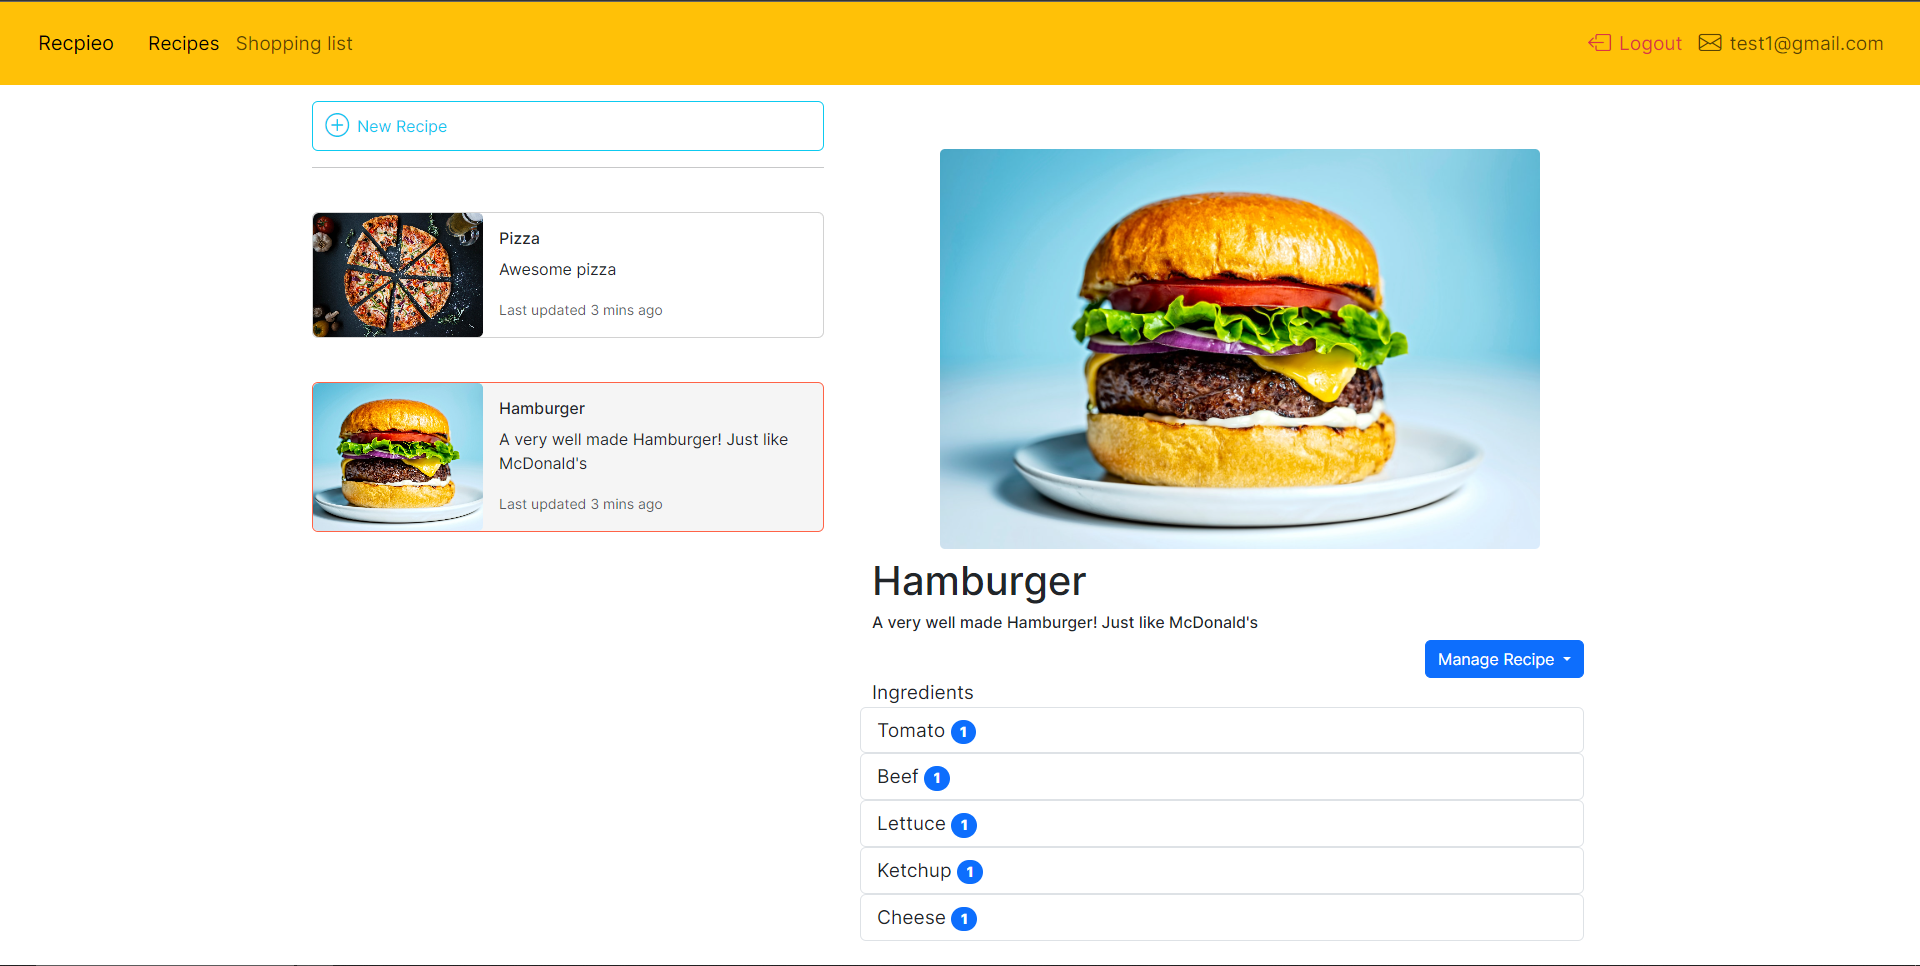 Recpieo Recipes Shopping list Logout test1@gmail.com
New Recipe
Pizza
Awesome pizza
Last updated 3 mins ago
Hamburger
A very well made Hamburger! Just like
McDonald's
Last updated 3 mins ago
Hamburger
A very well made Hamburger! Just like McDonald's
Manage Recipe
Ingredients
Tomato 1
Beef 1
Lettuce 1
Ketchup 1
Cheese 1